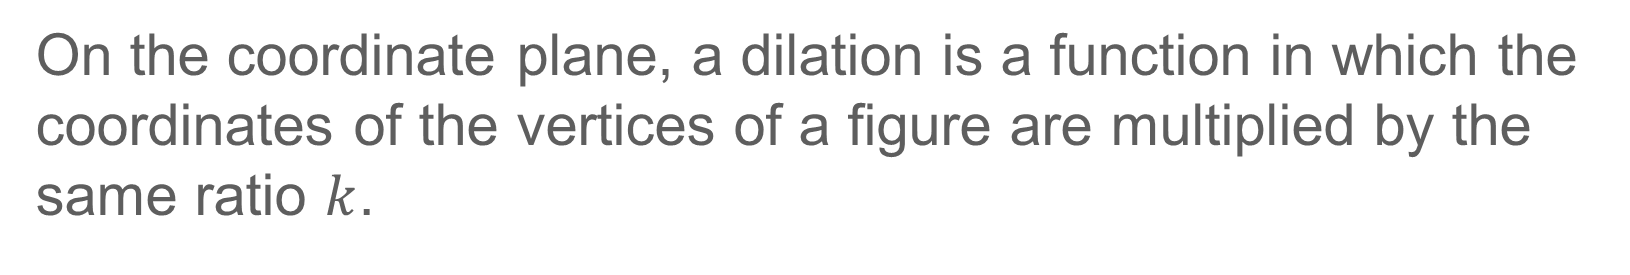 On the coordinate plane, a dilation is a function in which the
coordinates of the vertices of a figure are multiplied by the
same ratio k.